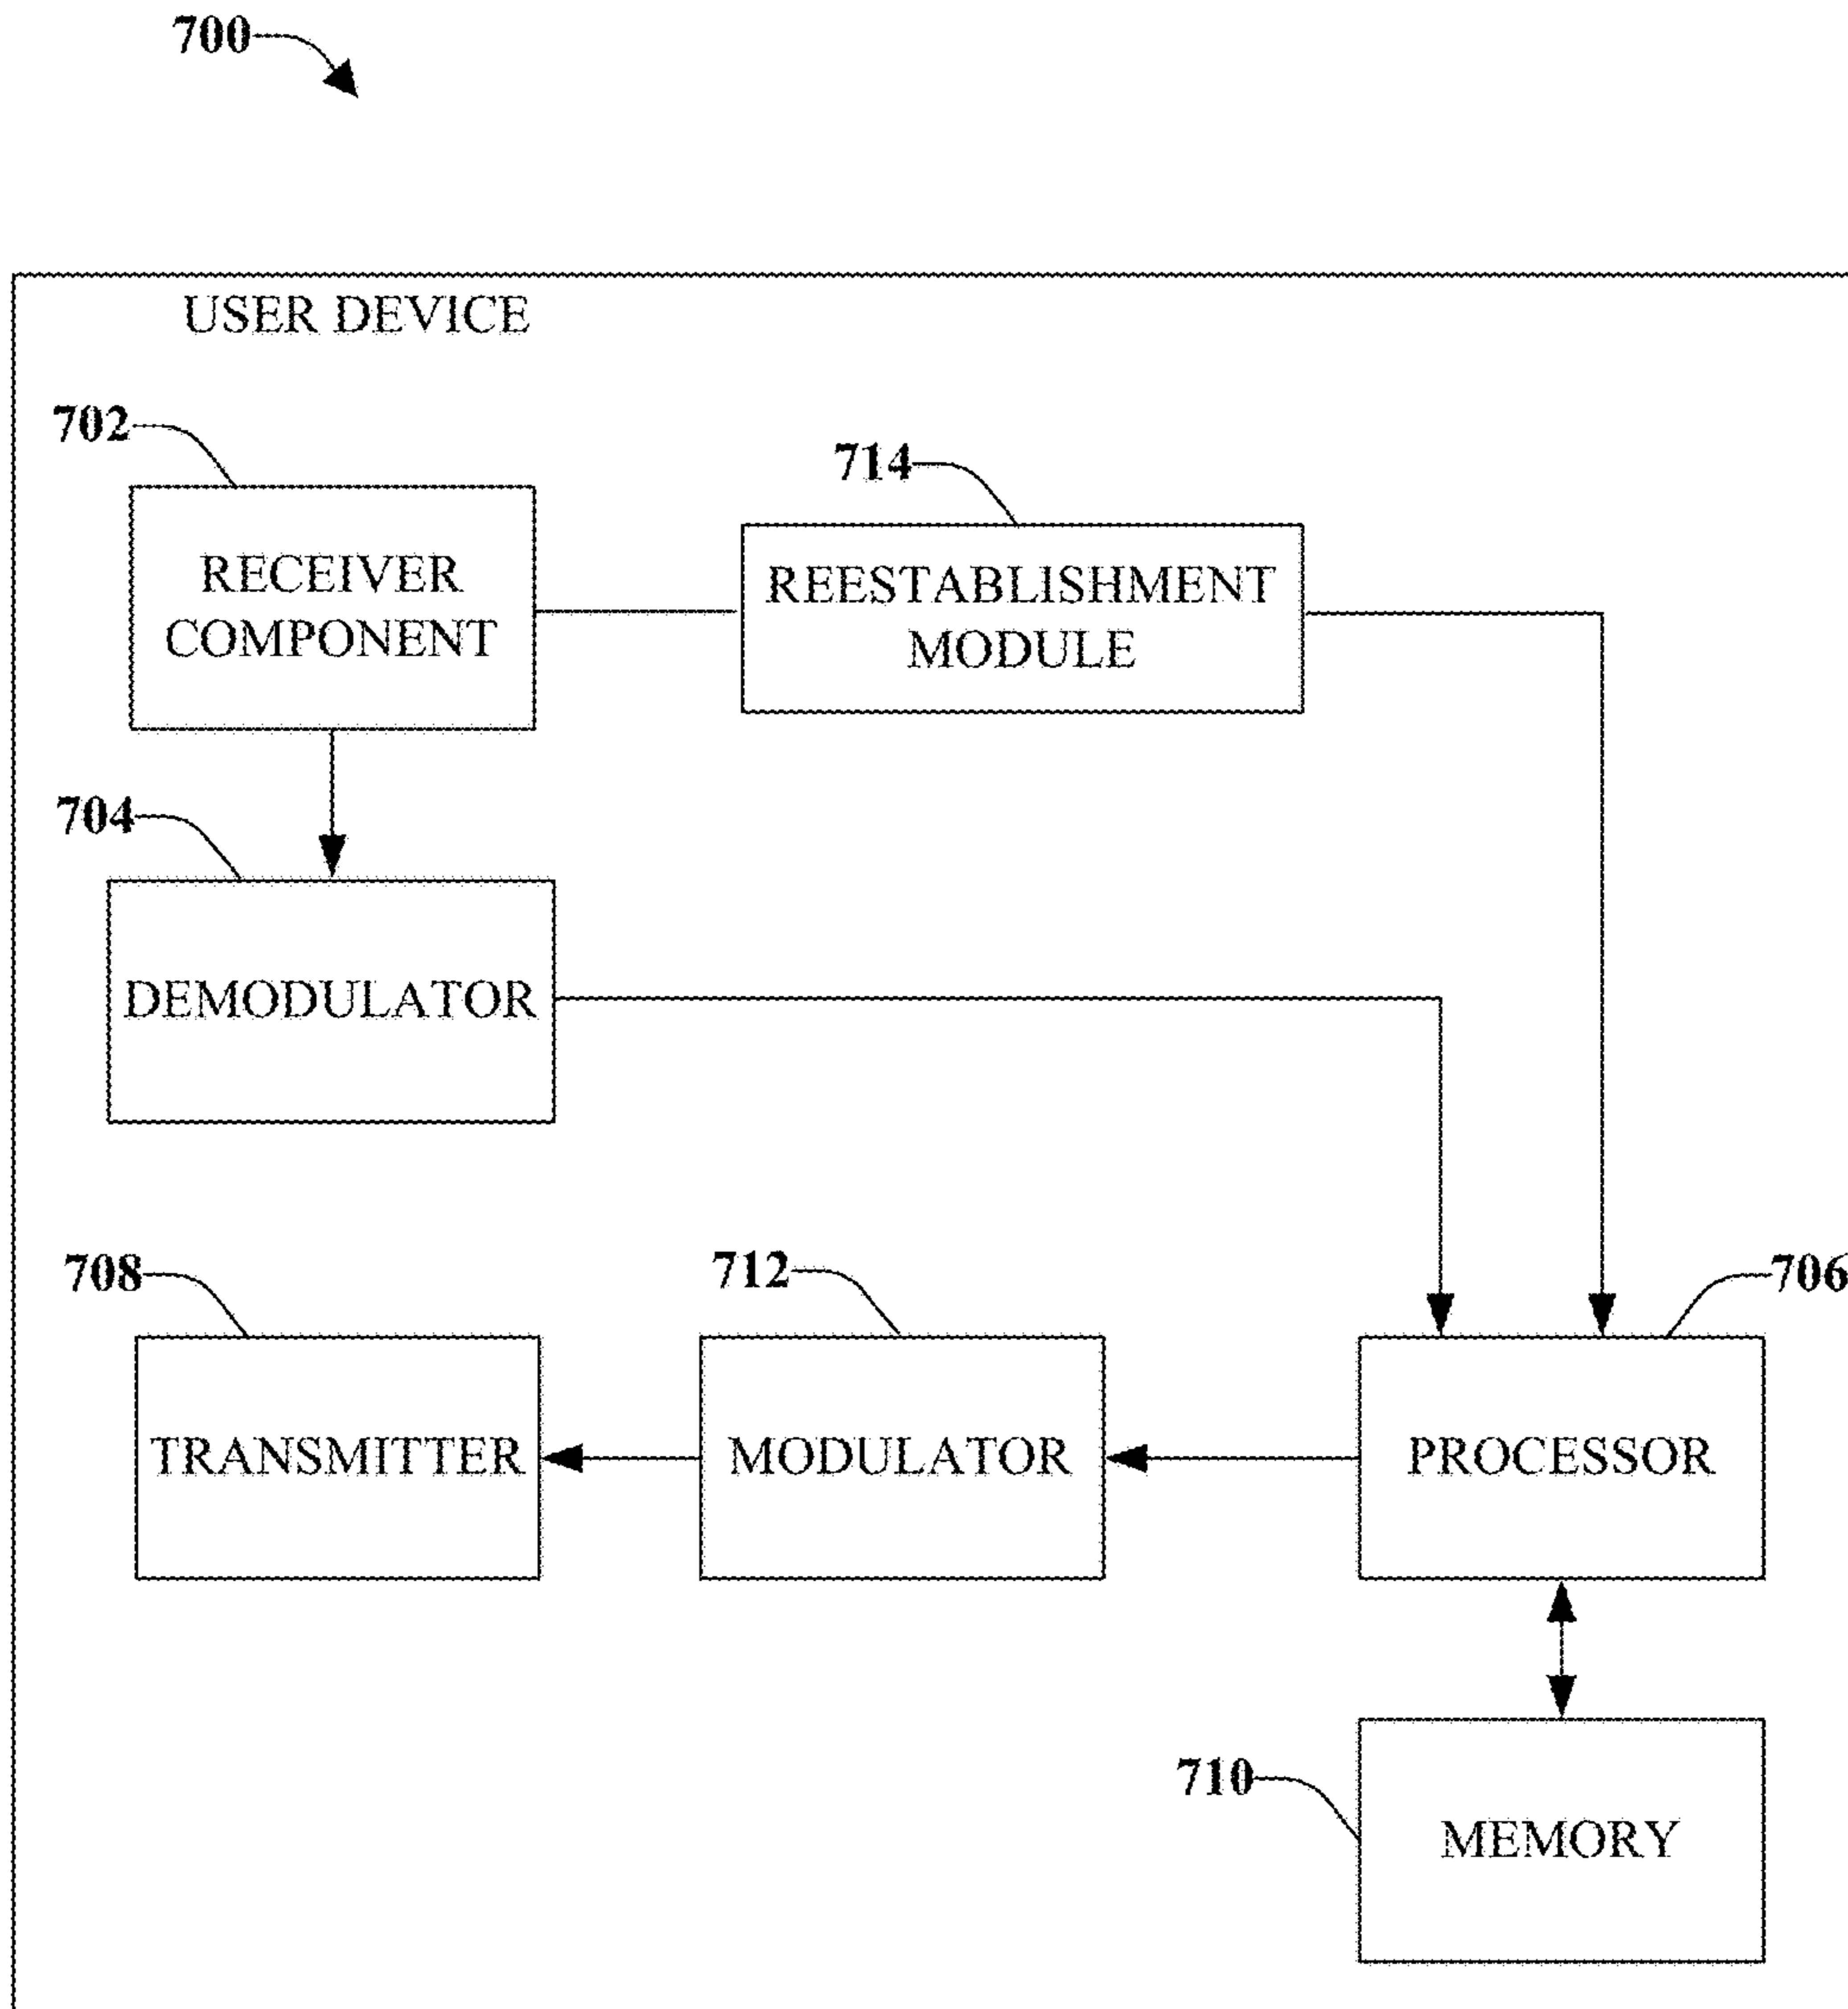 700
USER DEVICE
702
714
RECEIVER
COMPONENT
REESTABLISHMENT
MODULE
704
DEMODULATOR
708
712
706
TRANSMITTER
MODULATOR
PROCESSOR
710
MEMORY